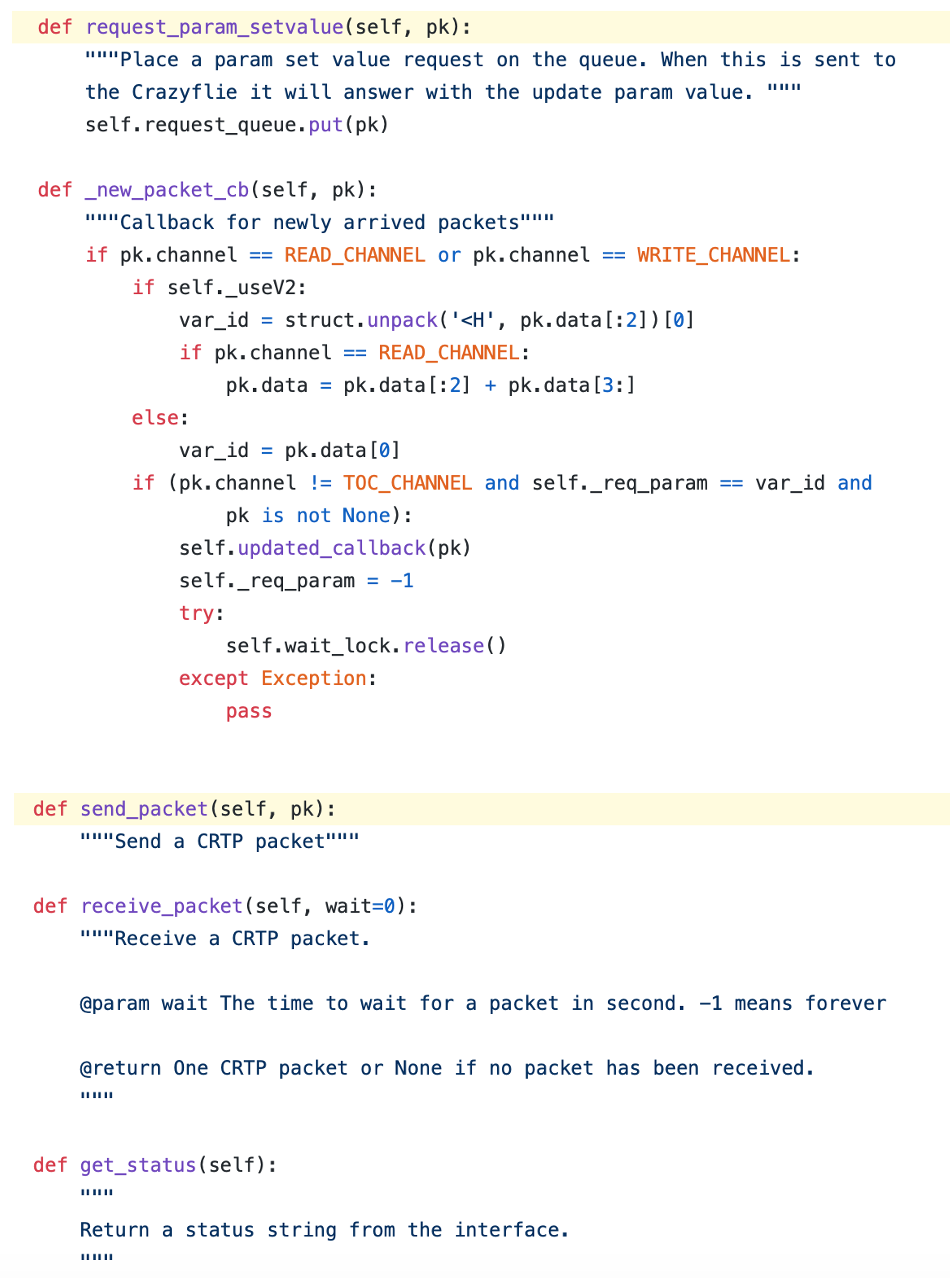 def request_param_setvalue(self, pk):
    """Place a param set value request on the queue. When this is sent to
    the Crazyflie it will answer with the update param value. """
    self.request_queue.put(pk)

def _new_packet_cb(self, pk):
    """Callback for newly arrived packets"""
    if pk.channel == READ_CHANNEL or pk.channel == WRITE_CHANNEL:
        if self._useV2:
            var_id = struct.unpack('<H', pk.data[:2])[0]
            if pk.channel == READ_CHANNEL:
                pk.data = pk.data[:2] + pk.data[3:]
        else:
            var_id = pk.data[0]
        if (pk.channel != TOC_CHANNEL and self._req_param == var_id and
                pk is not None):
            self.updated_callback(pk)
            self._req_param = -1
            try:
                self.wait_lock.release()
            except Exception:
                pass

def send_packet(self, pk):
    """Send a CRTP packet"""

def receive_packet(self, wait=0):
    """Receive a CRTP packet.

    @param wait The time to wait for a packet in second. -1 means forever

    @return One CRTP packet or None if no packet has been received.
    """

def get_status(self):
    """
    Return a status string from the interface.
    """